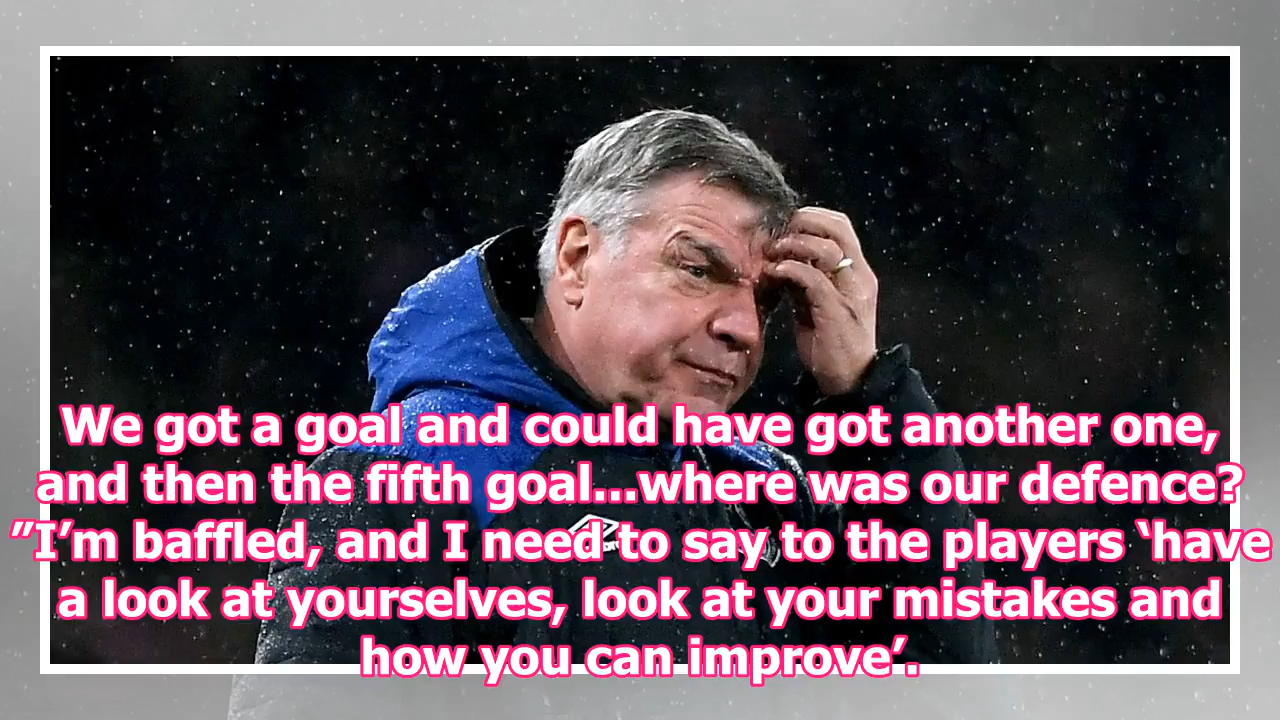 We got a goal and could have got another one,
and then the fifth goal...where was our defence?
”I’m baffled, and I need to say to the players ‘have
a look at yourselves, look at your mistakes and
how you can improve’.